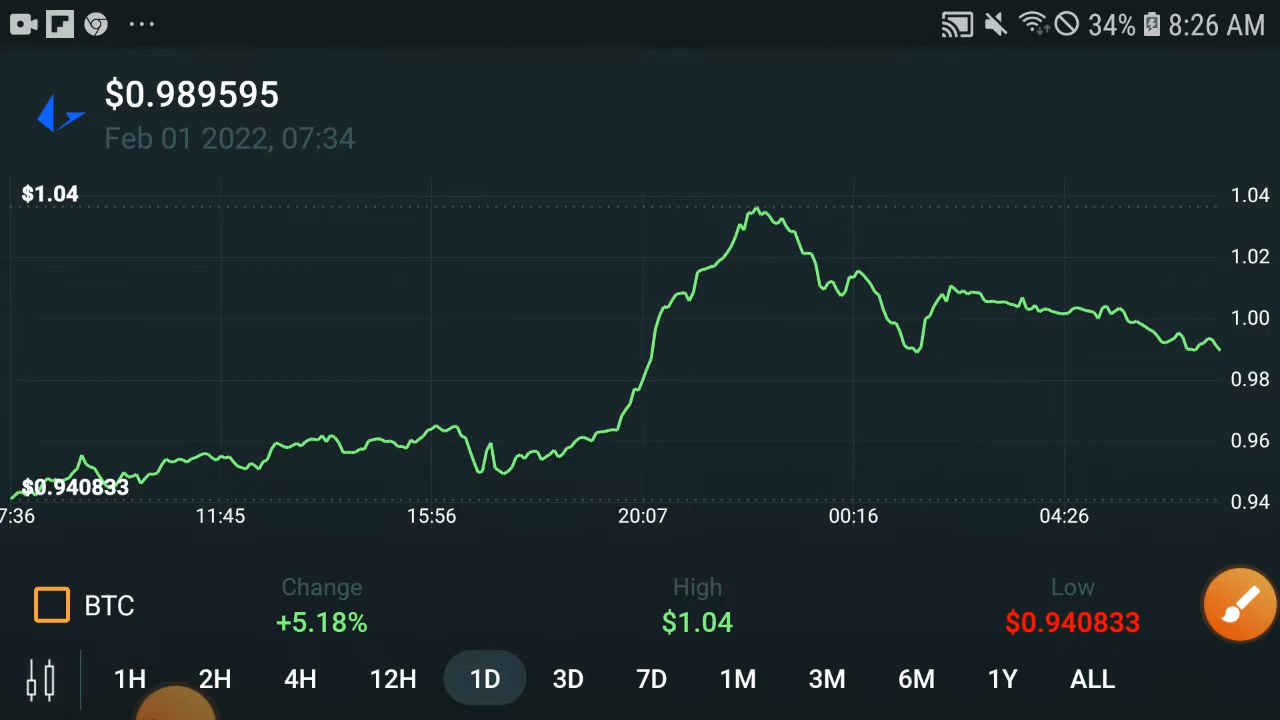 34% 8:26 AM
$0.989595
Feb 01 2022, 07:34
$1.04 1.04
1.02
1.00
0.98
0.96
$0.940833 0.94
7:36 11:45 15:56 20:07 00:16 04:26
Change High Low
BTC +5.18% $1.04 $0.940833
1H 2H 4H 12H 1D 3D 7D 1M 3M 6M 1Y ALL